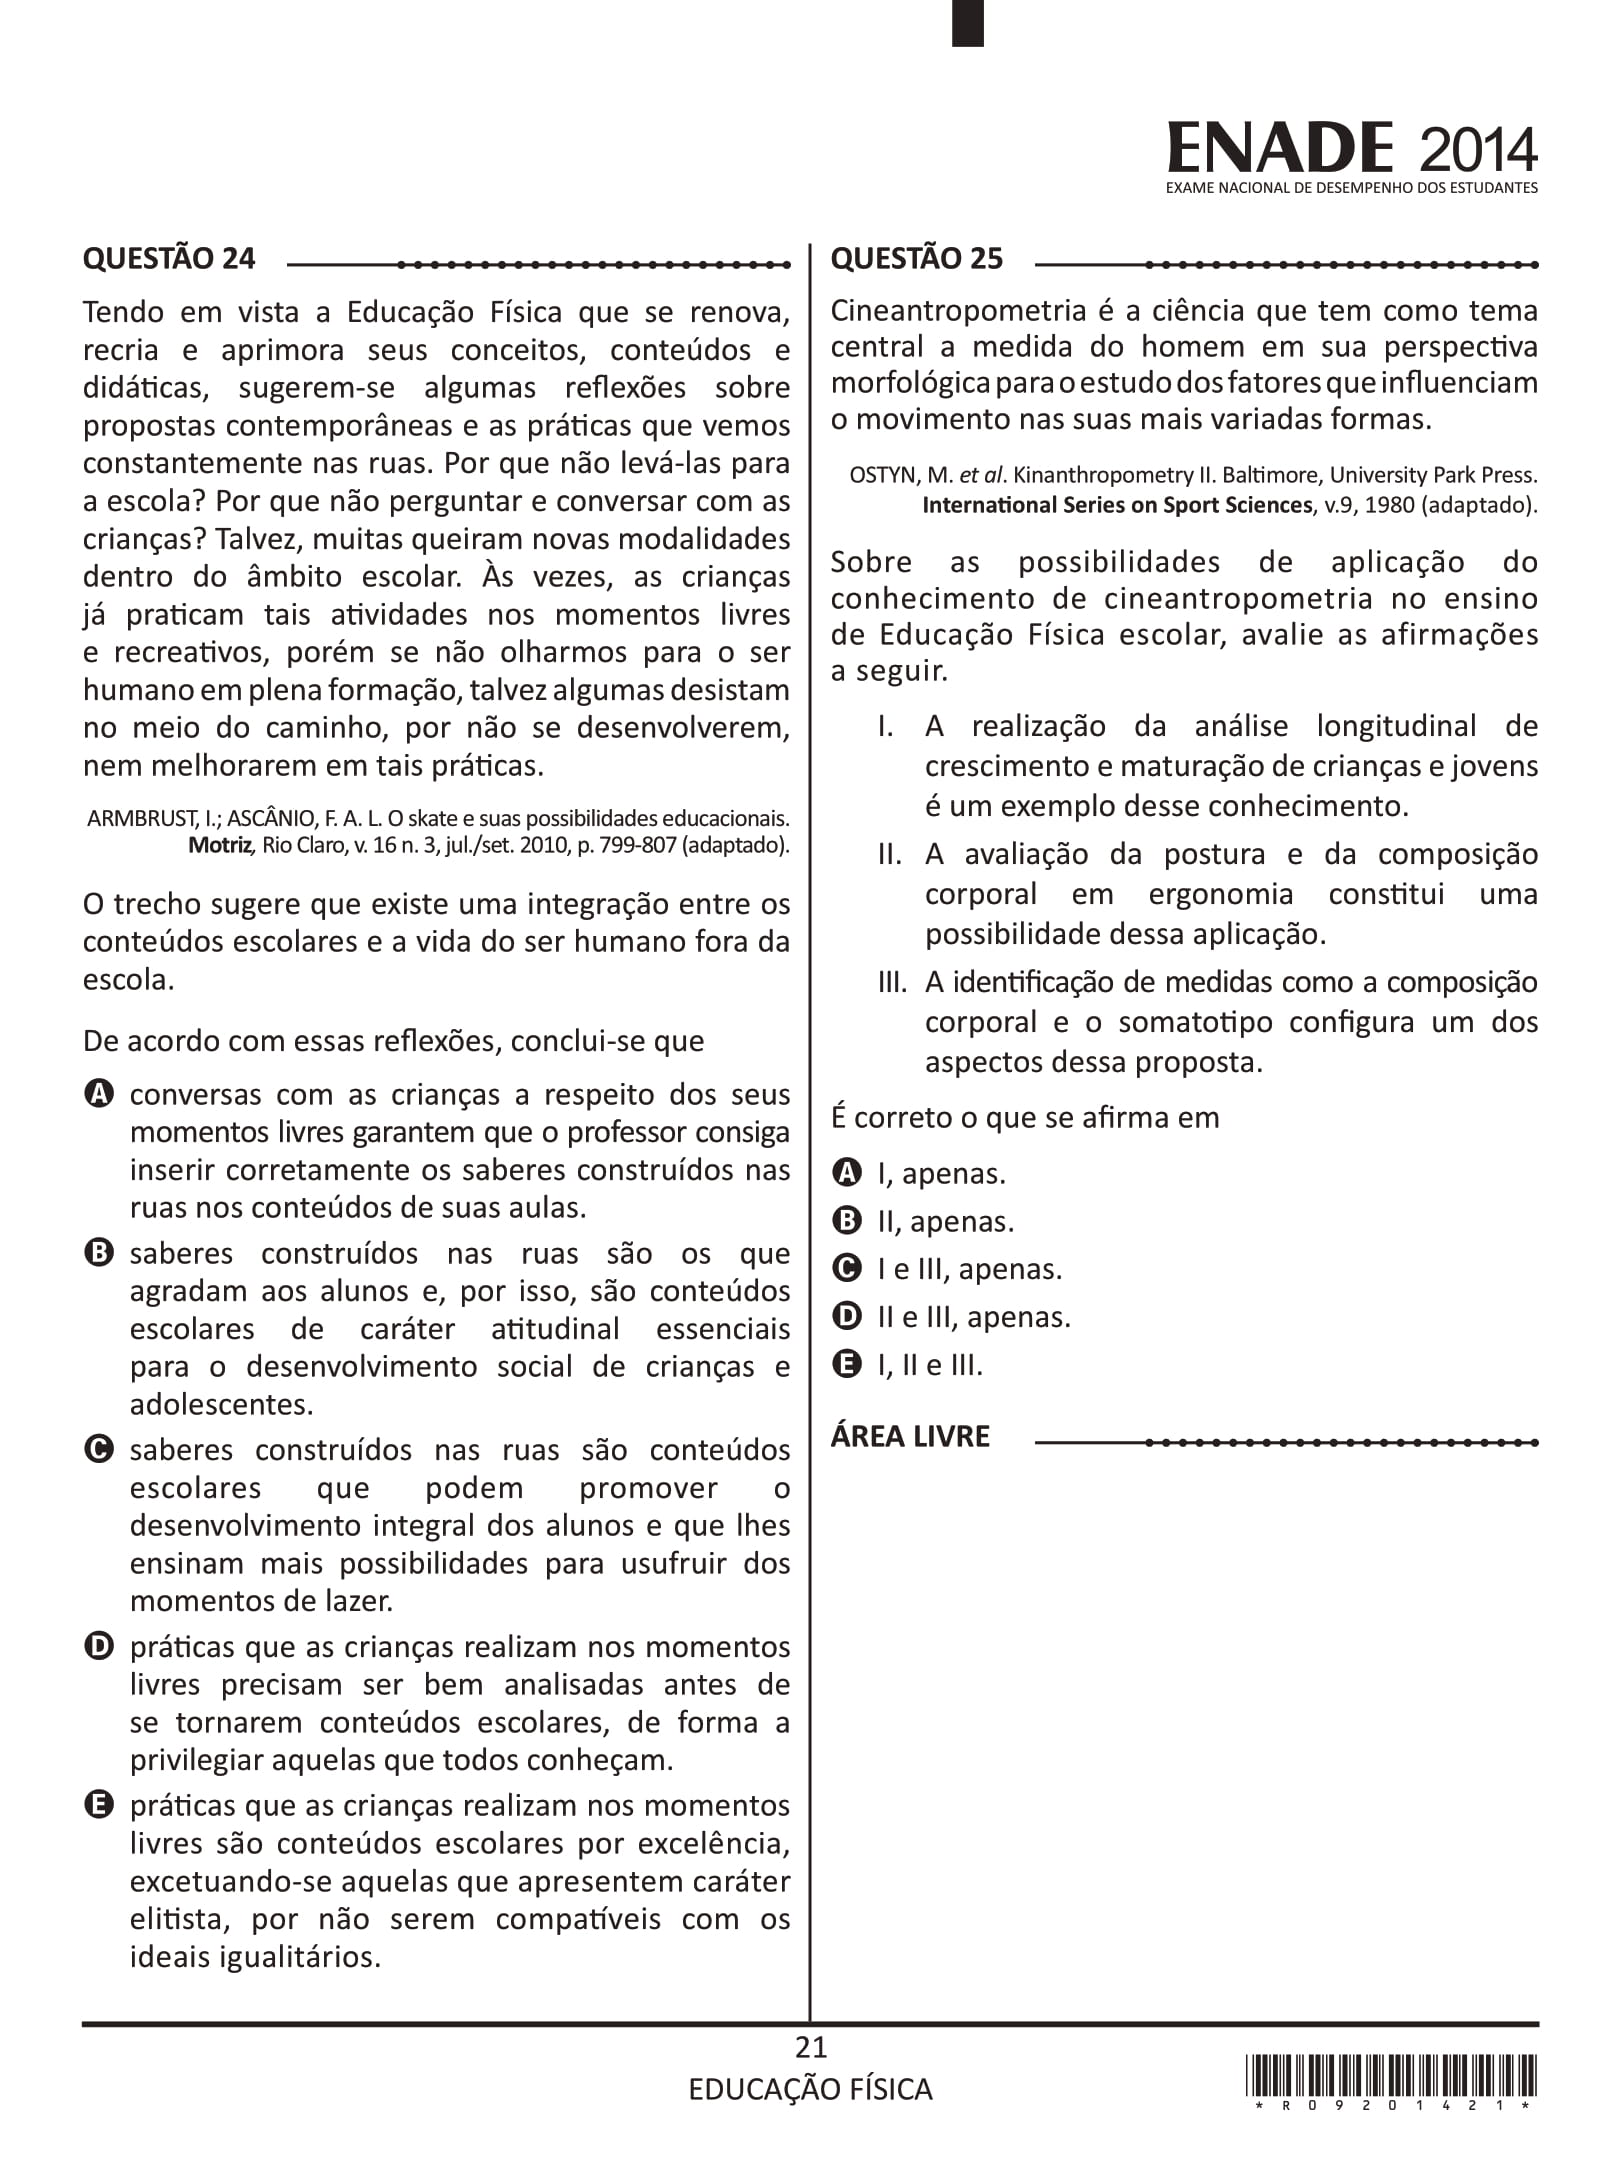 ENADE 2014
EXAME NACIONAL DE DESEMPENHO DOS ESTUDANTES
QUESTÃO 24
Tendo em vista a Educação Física que se renova,
recria e aprimora seus conceitos, conteúdos e
didáticas, sugerem-se algumas reflexões sobre
propostas contemporâneas e as práticas que vemos
constantemente nas ruas. Por que não levá-las para
a escola? Por que não perguntar e conversar com as
crianças? Talvez, muitas queiram novas modalidades
dentro do âmbito escolar. Às vezes, as crianças
já praticam tais atividades nos momentos livres
e recreativos, porém se não olharmos para o ser
humano em plena formação, talvez algumas desistam
no meio do caminho, por não se desenvolverem,
nem melhorarem em tais práticas.
ARMBRUST, I.; ASCÂNIO, F. A. L. O skate e suas possibilidades educacionais.
Motriz, Rio Claro, v. 16 n. 3, jul./set. 2010, p. 799-807 (adaptado).
O trecho sugere que existe uma integração entre os
conteúdos escolares e a vida do ser humano fora da
escola.
De acordo com essas reflexões, conclui-se que
A conversas com as crianças a respeito dos seus
momentos livres garantem que o professor consiga
inserir corretamente os saberes construídos nas
ruas nos conteúdos de suas aulas.
B saberes construídos nas ruas são os que
agradam aos alunos e, por isso, são conteúdos
escolares de caráter atitudinal essenciais
para o desenvolvimento social de crianças e
adolescentes.
C saberes construídos nas ruas são conteúdos
escolares que podem promover o
desenvolvimento integral dos alunos e que lhes
ensinam mais possibilidades para usufruir dos
momentos de lazer.
D práticas que as crianças realizam nos momentos
livres precisam ser bem analisadas antes de
se tornarem conteúdos escolares, de forma a
privilegiar aquelas que todos conheçam.
E práticas que as crianças realizam nos momentos
livres são conteúdos escolares por excelência,
excetuando-se aquelas que apresentem caráter
elitista, por não serem compatíveis com os
ideais igualitários.
QUESTÃO 25
Cineantropometria é a ciência que tem como tema
central a medida do homem em sua perspectiva
morfológica para o estudo dos fatores que influenciam
o movimento nas suas mais variadas formas.
OSTYN, M. et al. Kinanthropometry II. Baltimore, University Park Press.
International Series on Sport Sciences, v.9, 1980 (adaptado).
Sobre as possibilidades de aplicação do
conhecimento de cineantropometria no ensino
de Educação Física escolar, avalie as afirmações
a seguir.
I. A realização da análise longitudinal de
crescimento e maturação de crianças e jovens
é um exemplo desse conhecimento.
II. A avaliação da postura e da composição
corporal em ergonomia constitui uma
possibilidade dessa aplicação.
III. A identificação de medidas como a composição
corporal e o somatotipo configura um dos
aspectos dessa proposta.
É correto o que se afirma em
A I, apenas.
B II, apenas.
C I e III, apenas.
D II e III, apenas.
E I, II e III.
ÁREA LIVRE
21
EDUCAÇÃO FÍSICA
*R09201421*